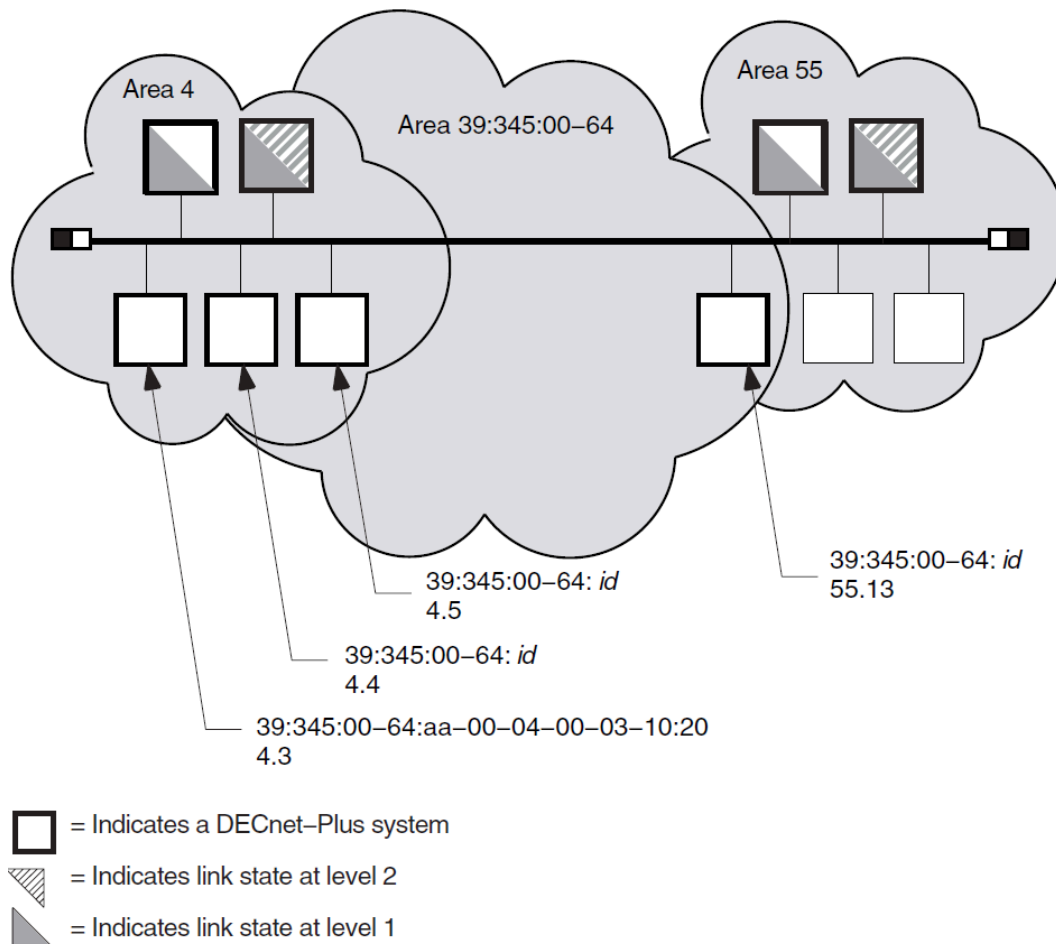 Area 4
Area 39:345:00–64
Area 55
39:345:00–64: id
4.5
39:345:00–64: id
55.13
39:345:00–64: id
4.4
39:345:00–64:aa–00–04–00–03–10:20
4.3
= Indicates a DECnet–Plus system
= Indicates link state at level 2
= Indicates link state at level 1